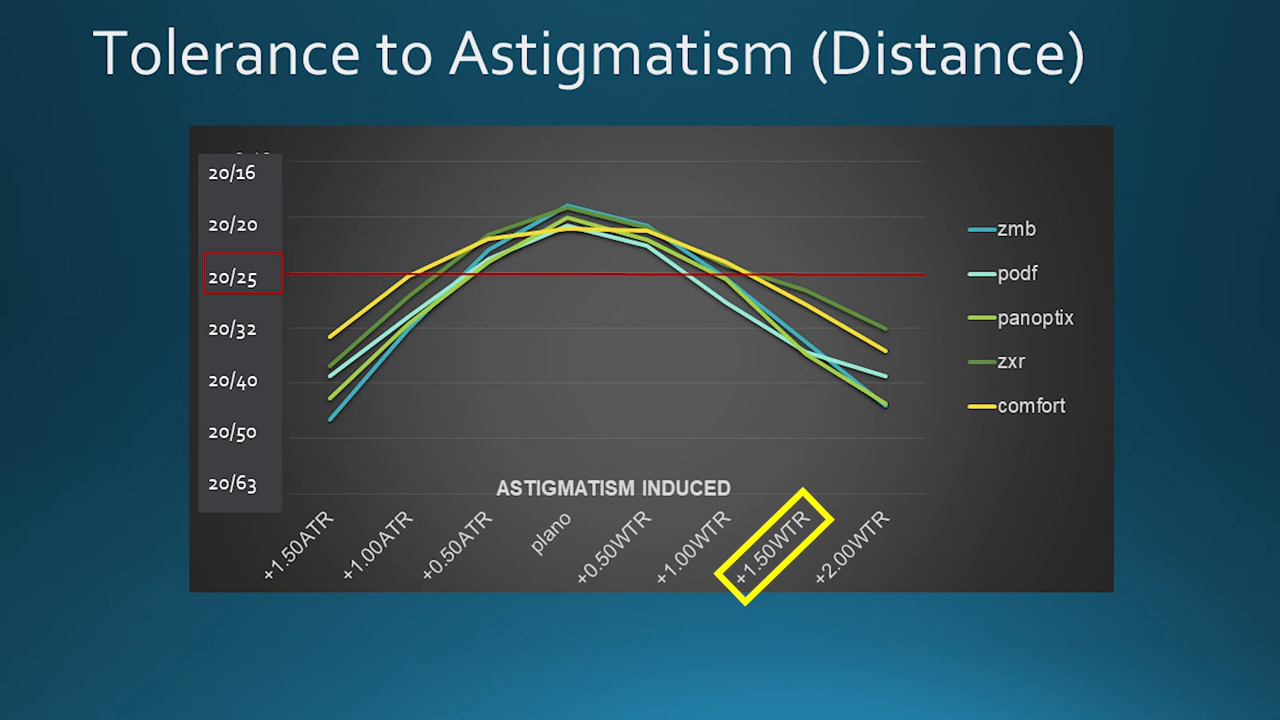 Tolerance to Astigmatism (Distance)
20/16
20/20
20/25
20/32
20/40
20/50
20/63
zmb
podf
panoptix
zxr
comfort
ASTIGMATISM INDUCED
+1.50ATR
+1.00ATR
+0.50ATR
plano
+0.50WTR
+1.00WTR
+1.50WTR
+2.00WTR